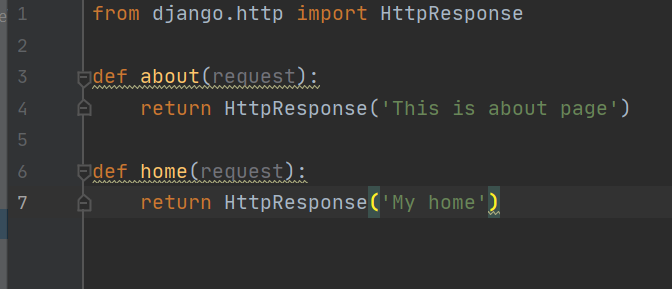 1 from django.http import HttpResponse
2
3 def about(request):
4     return HttpResponse('This is about page')
5
6 def home(request):
7     return HttpResponse('My home')